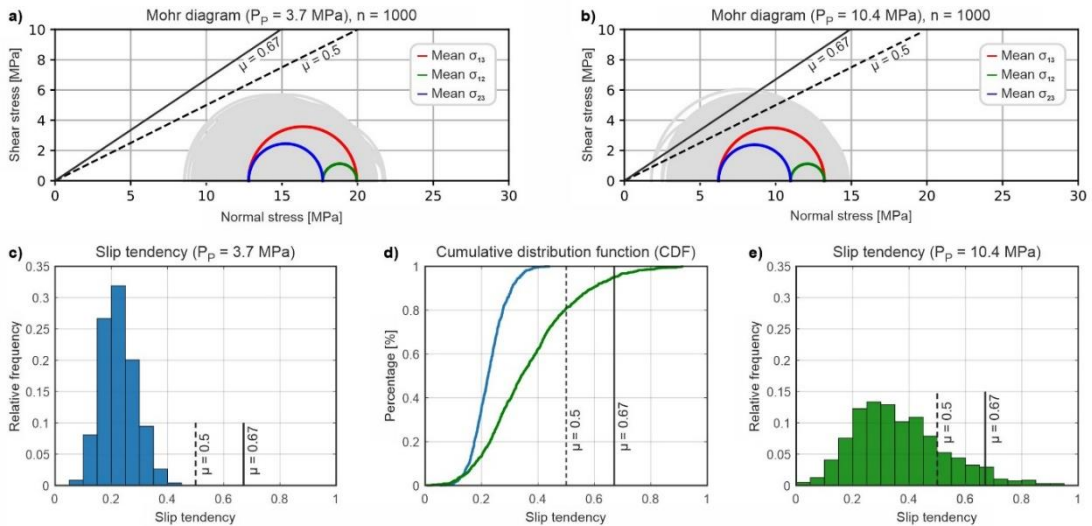 a)
Mohr diagram (P_P = 3.7 MPa), n = 1000
Shear stress [MPa]
10
8
6
4
2
0
μ = 0.67
μ = 0.5
Mean σ₁₃
Mean σ₁₂
Mean σ₂₃
0 5 10 15 20 25 30
Normal stress [MPa]
b)
Mohr diagram (P_P = 10.4 MPa), n = 1000
Shear stress [MPa]
10
8
6
4
2
0
μ = 0.67
μ = 0.5
Mean σ₁₃
Mean σ₁₂
Mean σ₂₃
0 5 10 15 20 25 30
Normal stress [MPa]
c)
Slip tendency (P_P = 3.7 MPa)
Relative frequency
0.35
0.3
0.25
0.2
0.15
0.1
0.05
0
μ = 0.5
μ = 0.67
0 0.2 0.4 0.6 0.8 1
Slip tendency
d)
Cumulative distribution function (CDF)
Percentage [%]
1
0.8
0.6
0.4
0.2
0
μ = 0.5
μ = 0.67
0 0.2 0.4 0.6 0.8 1
Slip tendency
e)
Slip tendency (P_P = 10.4 MPa)
Relative frequency
0.35
0.3
0.25
0.2
0.15
0.1
0.05
0
μ = 0.5
μ = 0.67
0 0.2 0.4 0.6 0.8 1
Slip tendency